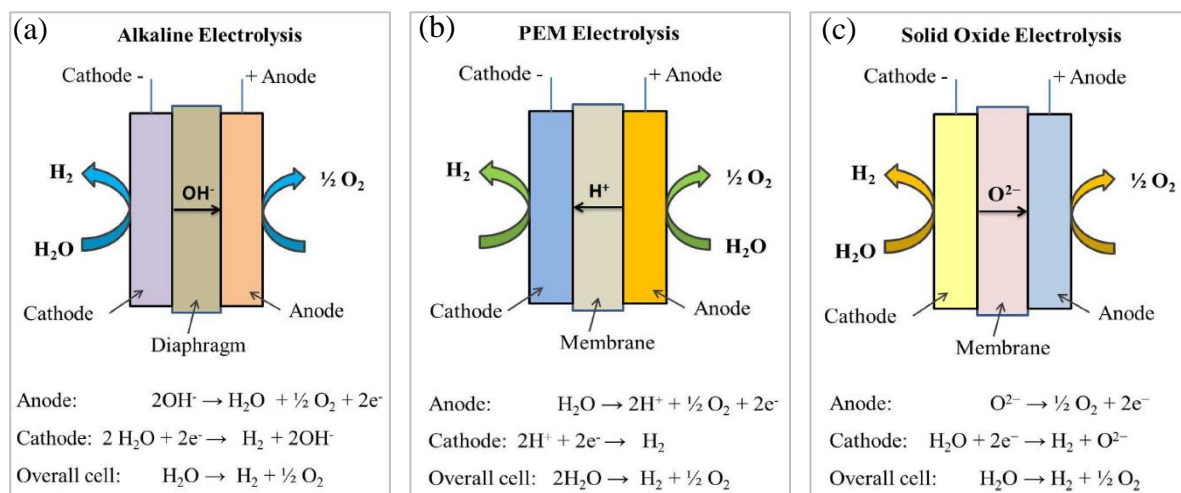 (a)
Alkaline Electrolysis
Cathode -
+ Anode
H₂
OH⁻
½ O₂
H₂O
Cathode
Anode
Diaphragm
Anode: 2OH⁻ → H₂O + ½ O₂ + 2e⁻
Cathode: 2 H₂O + 2e⁻ → H₂ + 2OH⁻
Overall cell: H₂O → H₂ + ½ O₂
(b)
PEM Electrolysis
Cathode -
+ Anode
H₂
H⁺
½ O₂
H₂O
Cathode
Anode
Membrane
Anode: H₂O → 2H⁺ + ½ O₂ + 2e⁻
Cathode: 2H⁺ + 2e⁻ → H₂
Overall cell: 2H₂O → H₂ + ½ O₂
(c)
Solid Oxide Electrolysis
Cathode -
+ Anode
H₂
O²⁻
½ O₂
H₂O
Cathode
Anode
Membrane
Anode: O²⁻ → ½ O₂ + 2e⁻
Cathode: H₂O + 2e⁻ → H₂ + O²⁻
Overall cell: H₂O → H₂ + ½ O₂